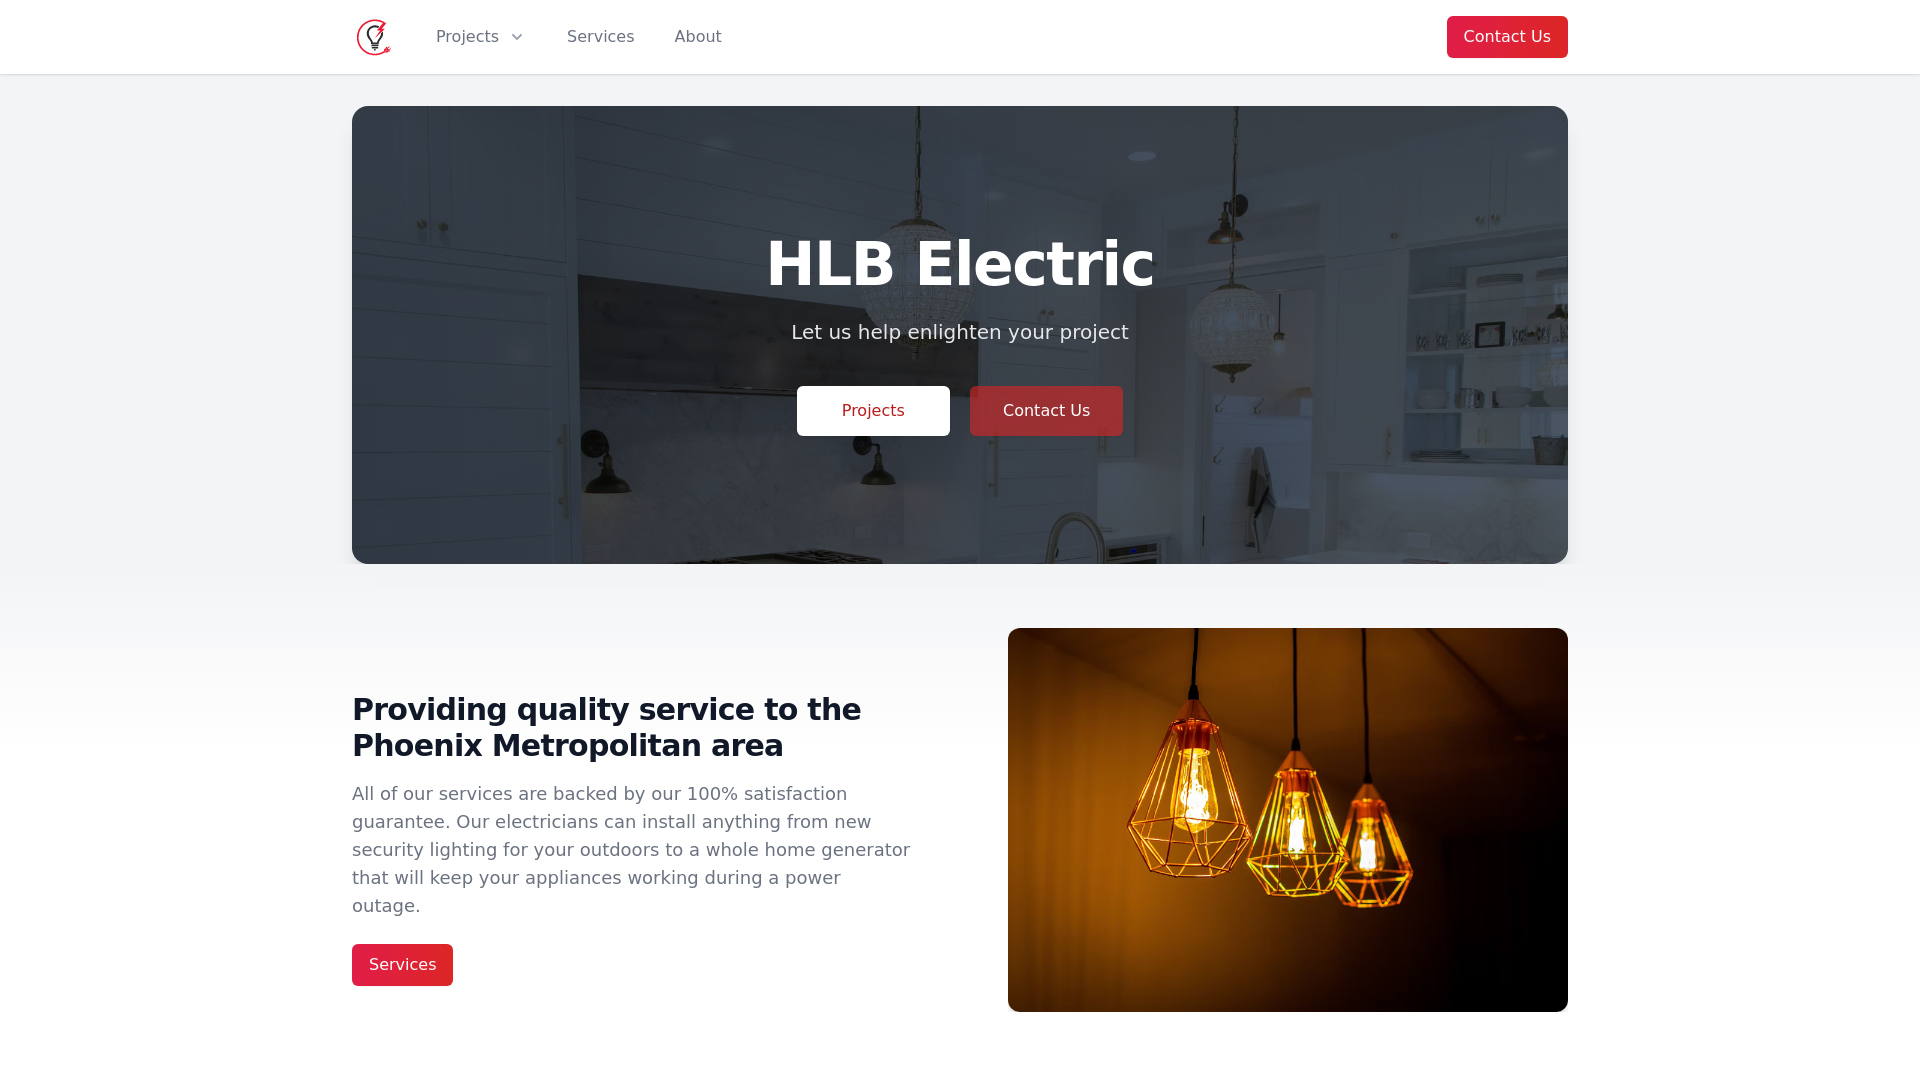 Projects
Services
About
Contact Us
HLB Electric
Let us help enlighten your project
Projects
Contact Us
Providing quality service to the
Phoenix Metropolitan area
All of our services are backed by our 100% satisfaction
guarantee. Our electricians can install anything from new
security lighting for your outdoors to a whole home generator
that will keep your appliances working during a power
outage.
Services